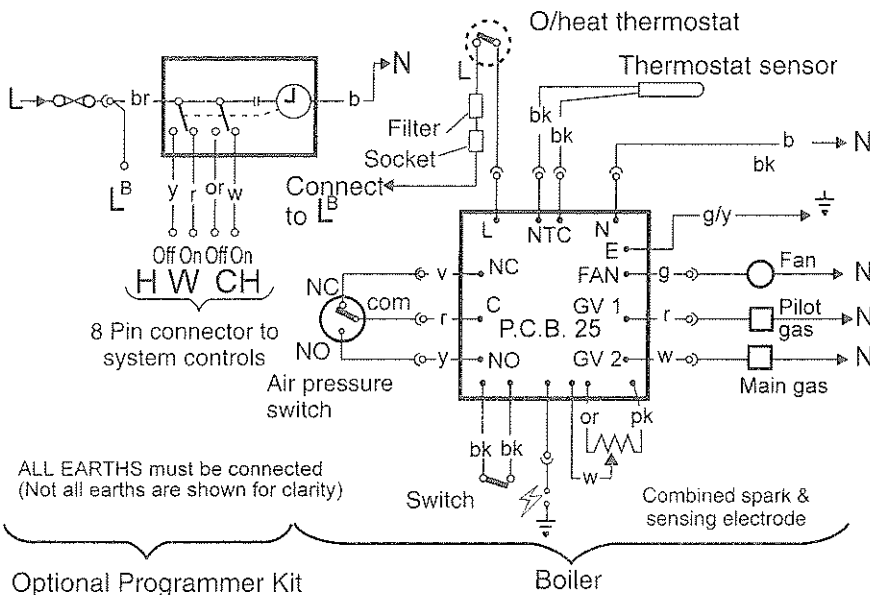 O/heat thermostat
Thermostat sensor
L
br
b
N
L
Filter
Socket
bk
bk
b
bk
N
Connect
to L B
L B
y
r
or
w
Off On Off On
H W CH
8 Pin connector to
system controls
L
NTC
N
E
g/y
NC
v
NC
FAN
g
Fan
N
com
r
C
P.C.B. 25
GV 1
r
Pilot
gas
N
NO
y
NO
GV 2
w
Main gas
N
Air pressure
switch
bk
bk
or
pk
w
Switch
ALL EARTHS must be connected
(Not all earths are shown for clarity)
Combined spark &
sensing electrode
Optional Programmer Kit
Boiler